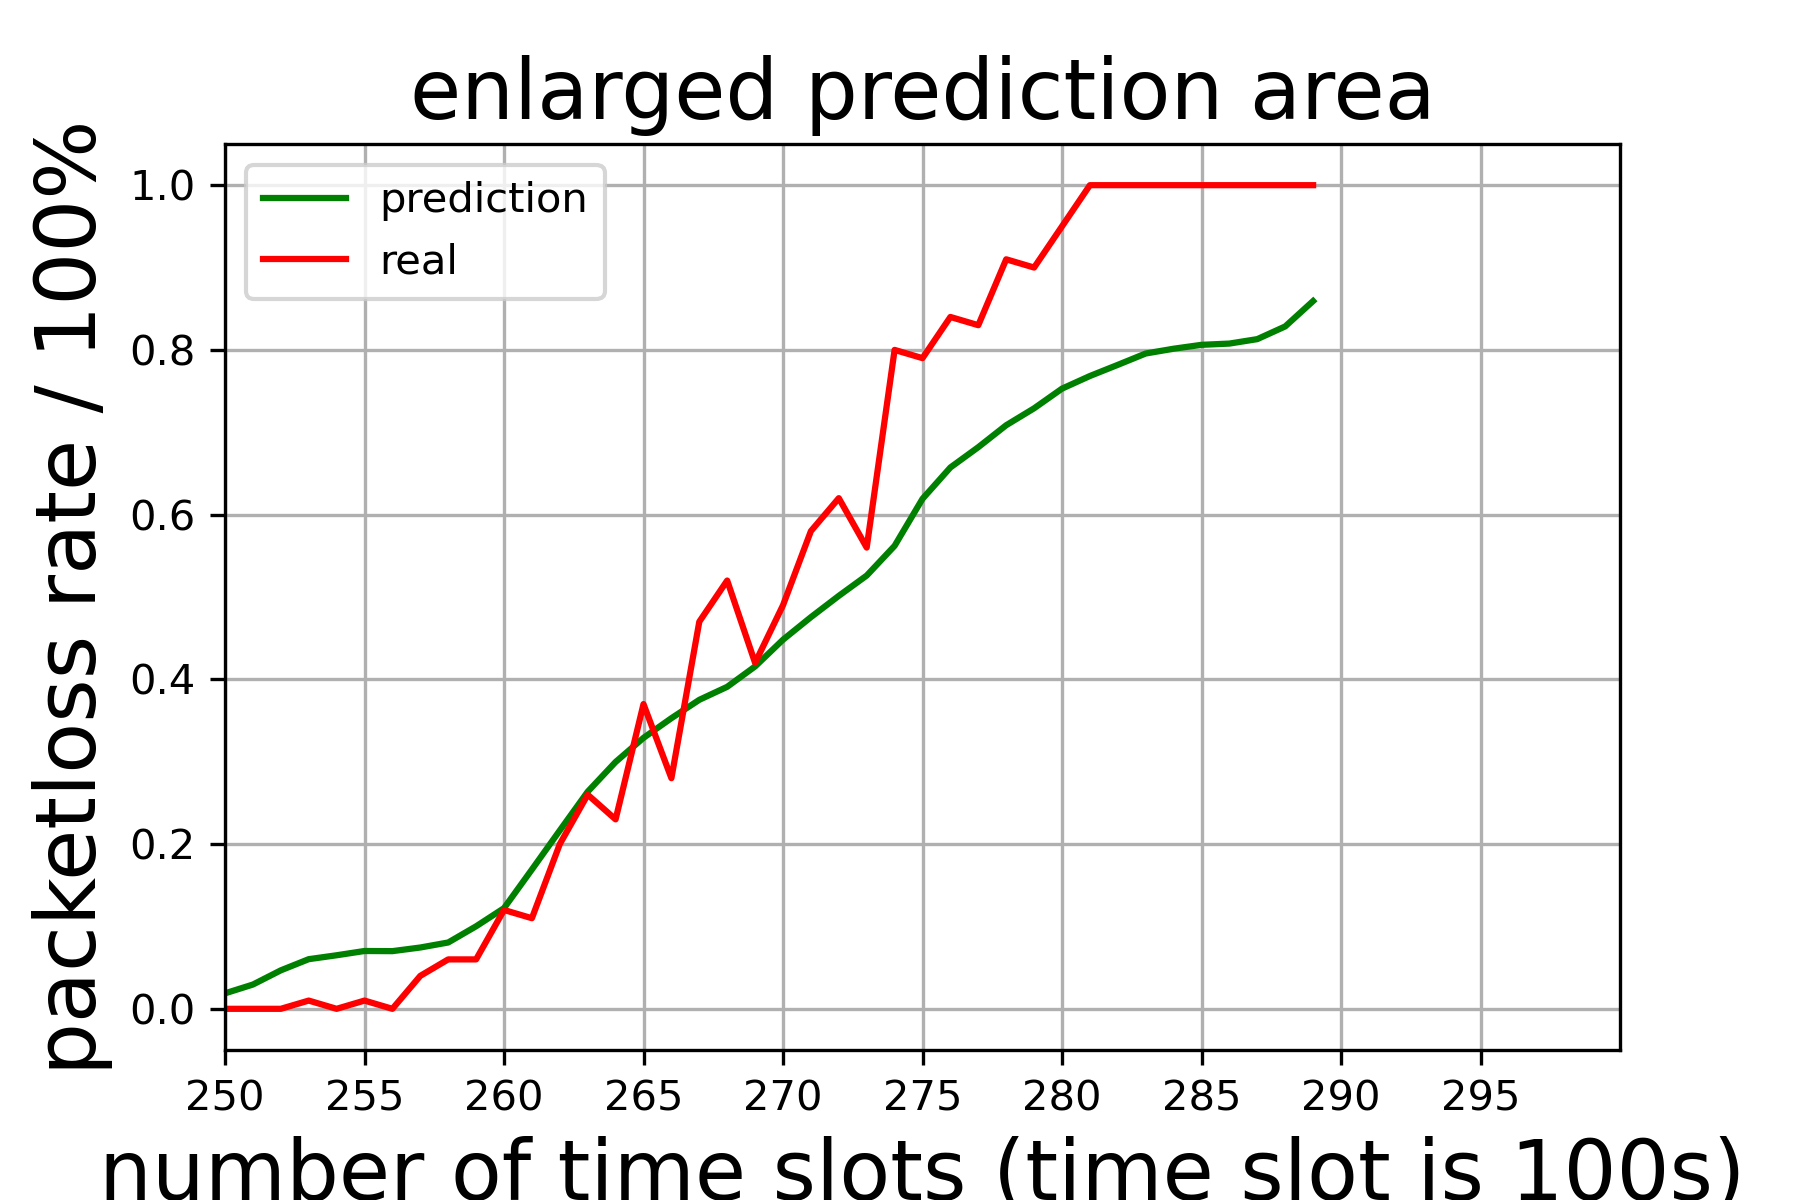 enlarged prediction area
packetloss rate / 100%
prediction
real
1.0
0.8
0.6
0.4
0.2
0.0
250 255 260 265 270 275 280 285 290 295
number of time slots (time slot is 100s)